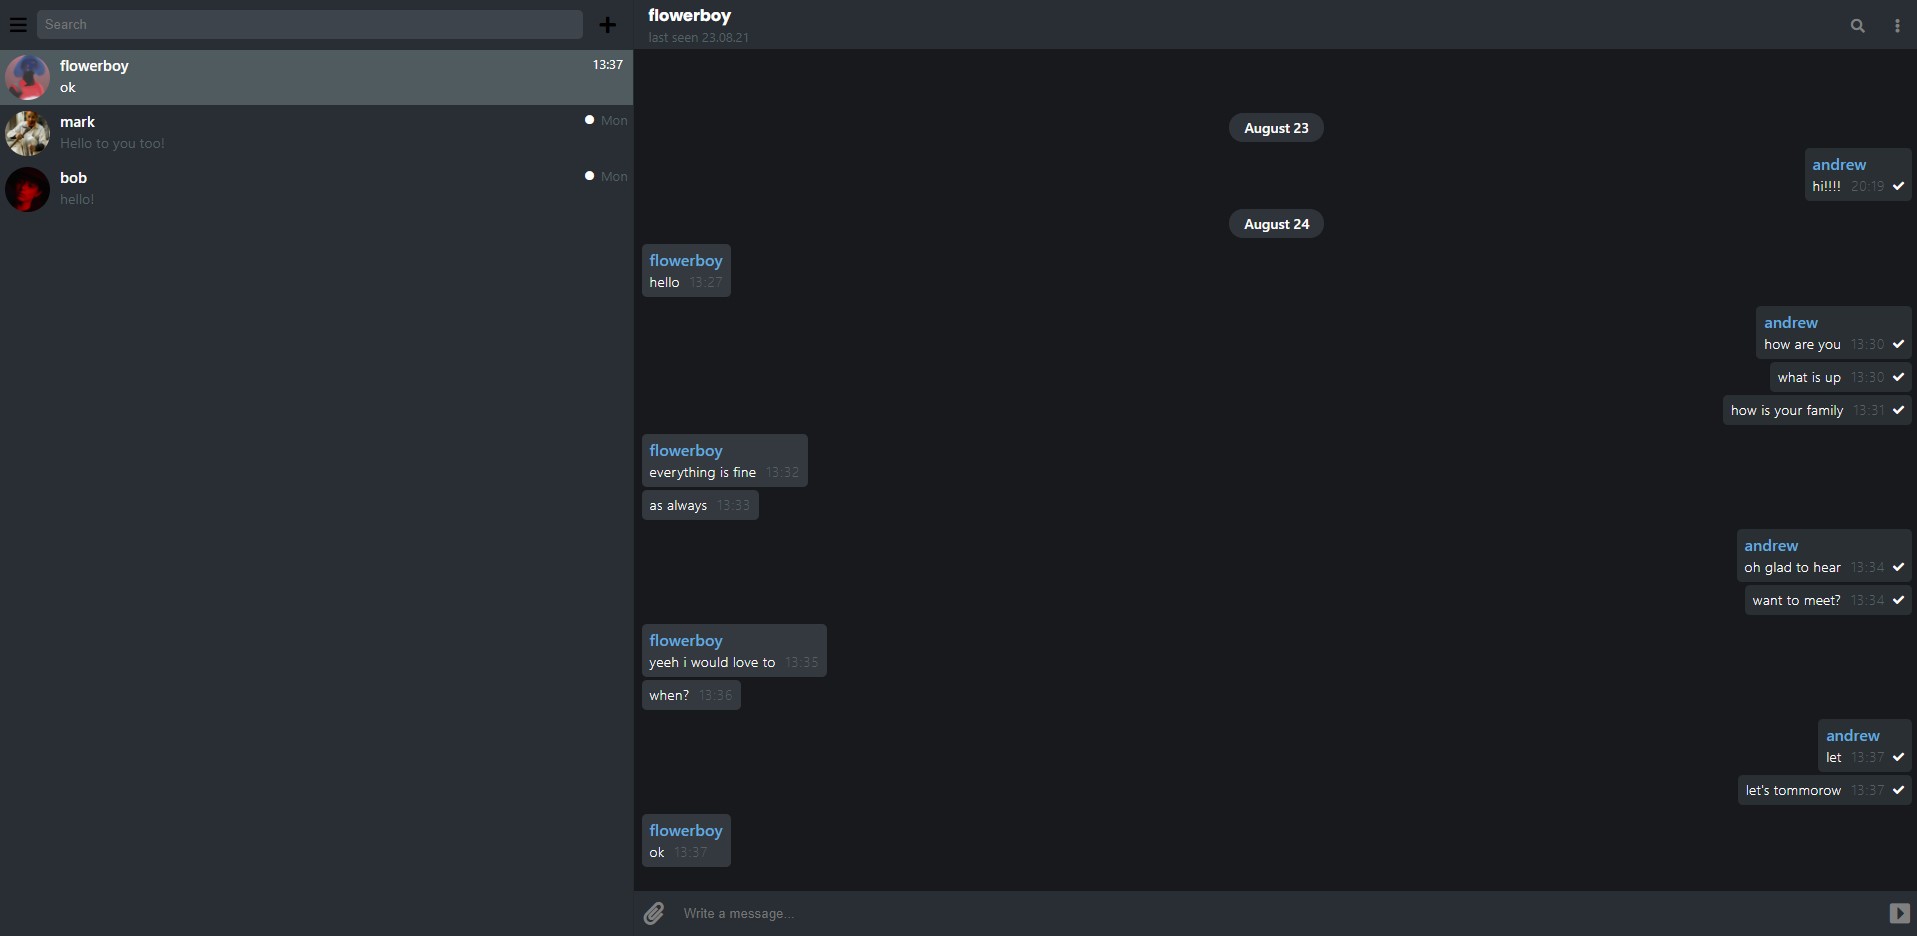 Search
flowerboy 13:37
ok
mark Mon
Hello to you too!
bob Mon
hello!
flowerboy
last seen 23.08.21
August 23
andrew
hi!!!! 20:19
August 24
flowerboy
hello 13:27
andrew
how are you 13:30
what is up 13:30
how is your family 13:31
flowerboy
everything is fine 13:32
as always 13:33
andrew
oh glad to hear 13:34
want to meet? 13:34
flowerboy
yeeh i would love to 13:35
when? 13:36
andrew
let 13:37
let's tommorow 13:37
flowerboy
ok 13:37
Write a message...